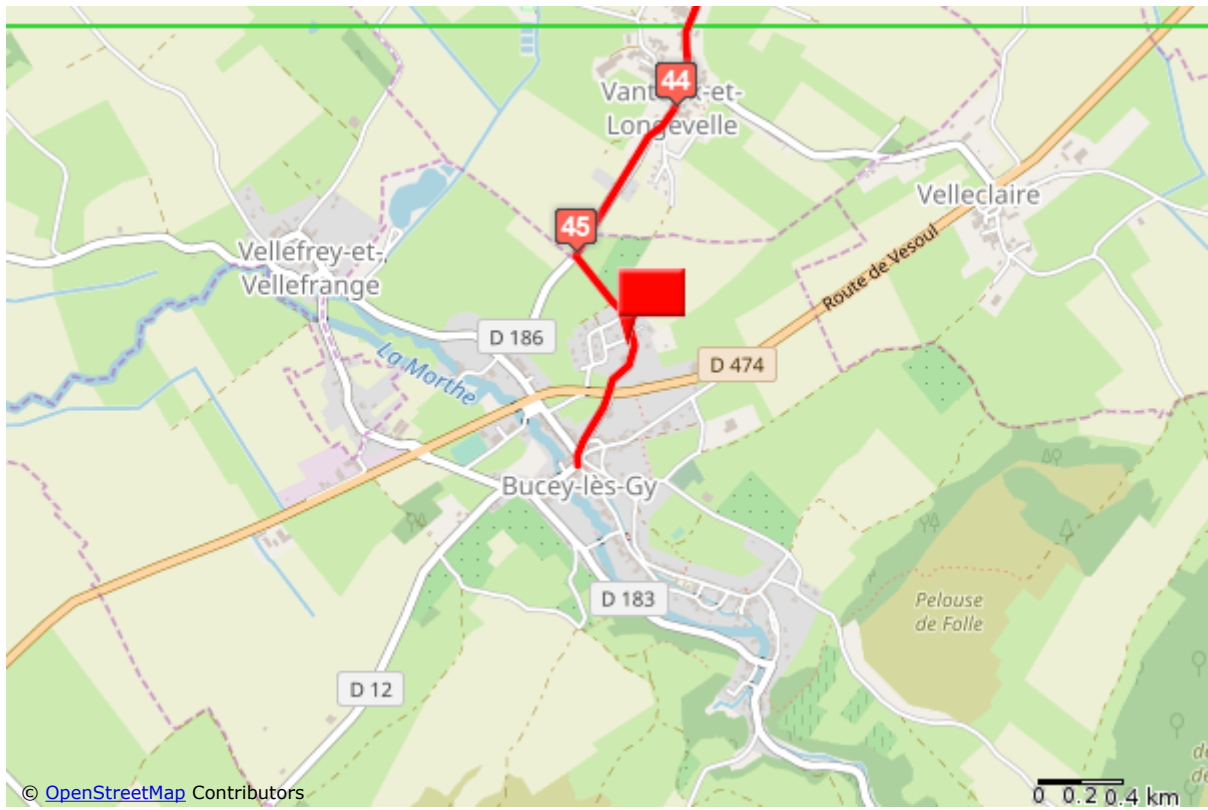 44
-et-
Longevelle
Velleclaire
45
Vellefrey-et-
Vellefrange
Route de Vesoul
D 186
La Morthe
D 474
Bucey-lès-Gy
D 183
Pelouse
de Folle
D 12
© OpenStreetMap Contributors
0 0.2 0.4 km